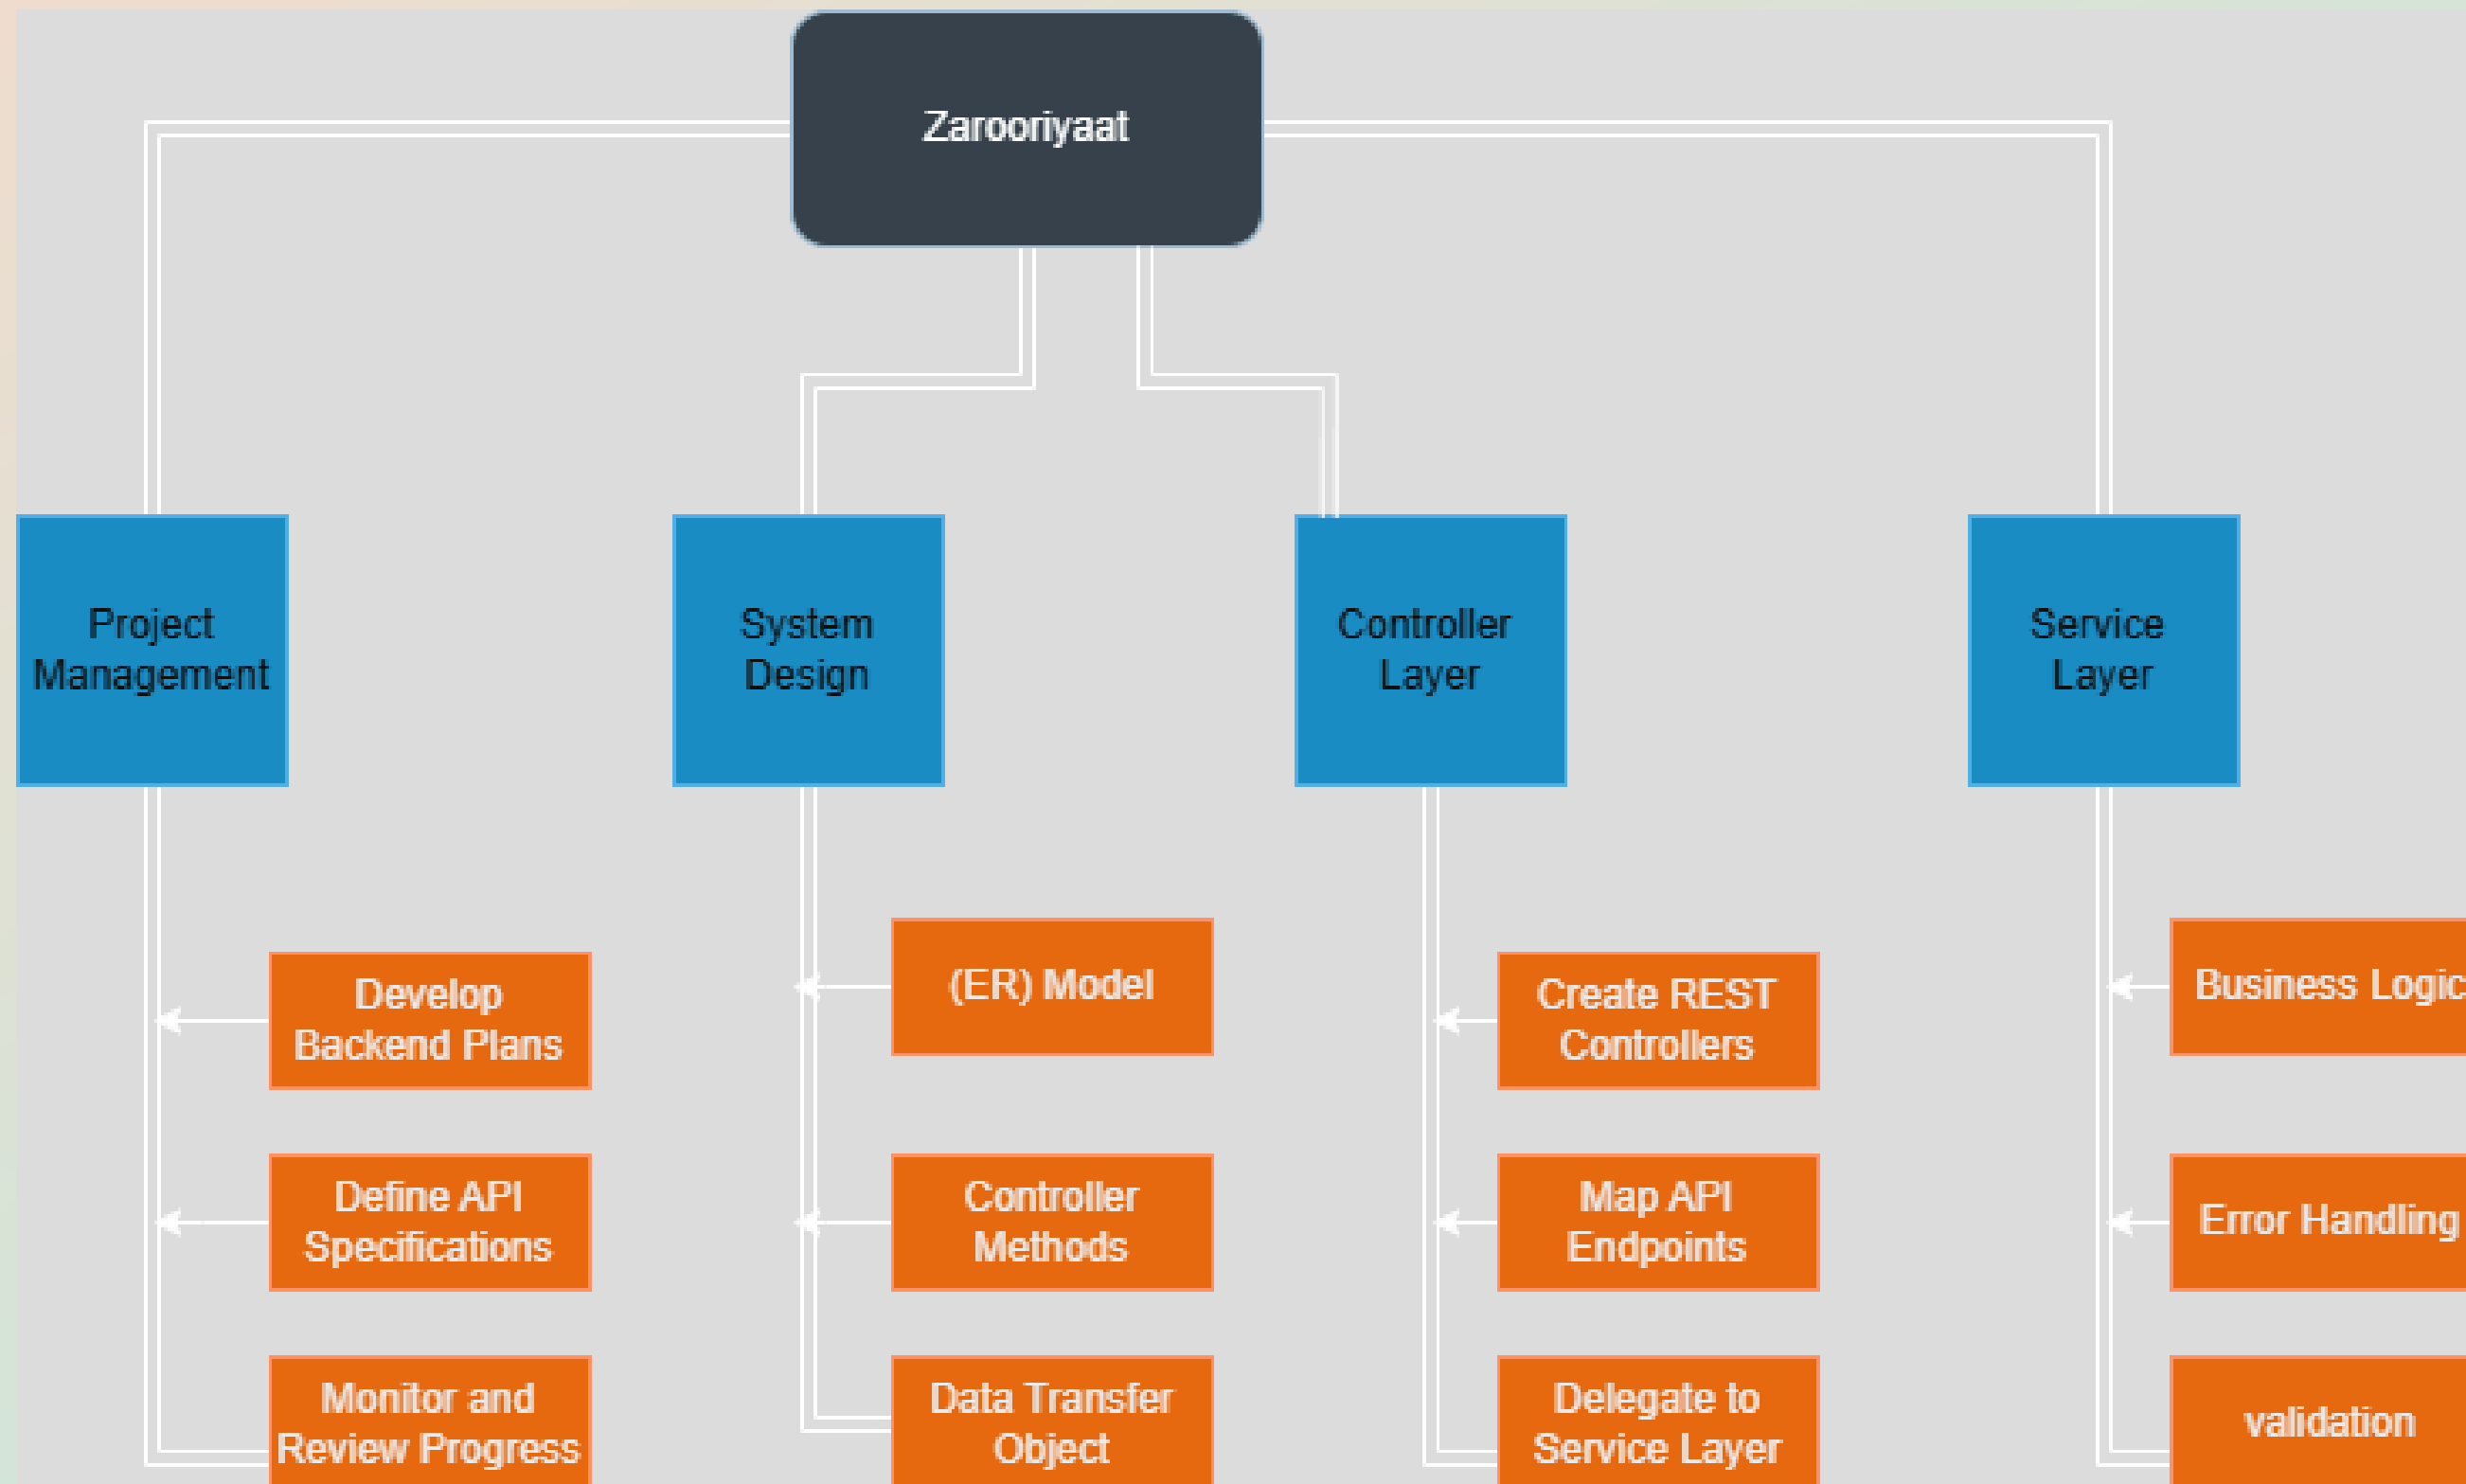 Zarooriyaat
Project
Management
System
Design
Controller
Layer
Service
Layer
Develop
Backend Plans
Define API
Specifications
Monitor and
Review Progress
(ER) Model
Controller
Methods
Data Transfer
Object
Create REST
Controllers
Map API
Endpoints
Delegate to
Service Layer
Business Logic
Error Handling
validation